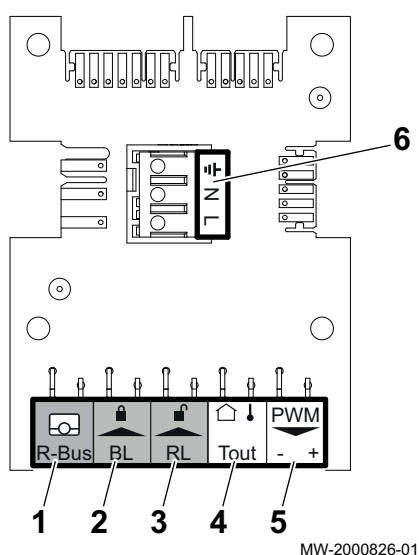 6
N
L
PWM
R-Bus BL RL Tout - +
1 2 3 4 5
MW-2000826-01